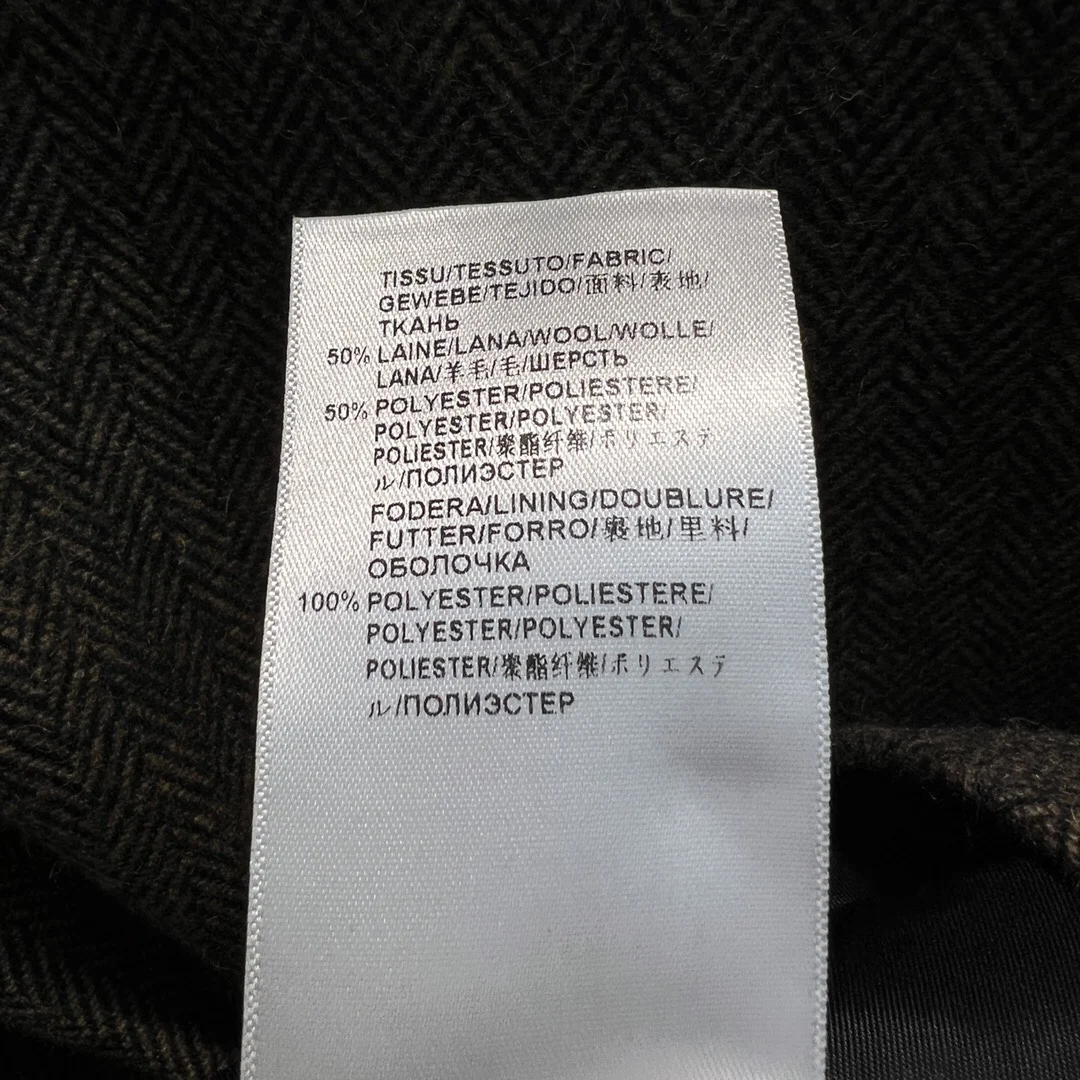 TISSU/TESSUTO/FABRIC/
GEWEBE/TEJIDO/面料/表地/
ТКАНЬ
50% LAINE/LANA/WOOL/WOLLE/
LANA/羊毛/毛/ШЕРСТЬ
50% POLYESTER/POLIESTERE/
POLYESTER/POLYESTER/
POLIESTER/聚酯纤维/ポリエステ
ル/ПОЛИЭСТЕР
FODERA/LINING/DOUBLURE/
FUTTER/FORRO/裏地/里料/
ОБОЛОЧКА
100% POLYESTER/POLIESTERE/
POLYESTER/POLYESTER/
POLIESTER/聚酯纤维/ポリエステ
ル/ПОЛИЭСТЕР